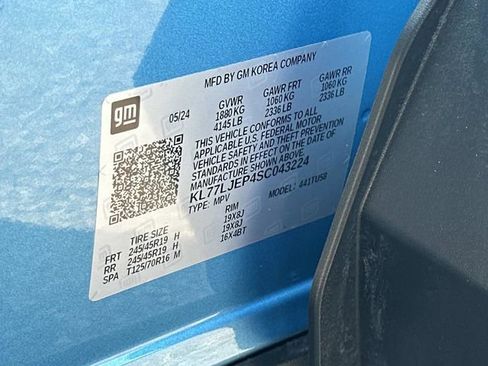 MFD BY GM KOREA COMPANY
gm
05/24
GVWR GAWR FRT GAWR RR
1880 KG 1060 KG 1060 KG
4145 LB 2336 LB 2336 LB
THIS VEHICLE CONFORMS TO ALL
APPLICABLE U.S. FEDERAL MOTOR
VEHICLE SAFETY AND THEFT PREVENTION
STANDARDS IN EFFECT ON THE DATE OF
MANUFACTURE SHOWN ABOVE.
KL77LJEP4SC043224
TYPE: MPV MODEL: 441TU58
TIRE SIZE RIM
FRT 245/45R19 H 19X8J
RR 245/45R19 H 19X8J
SPA T125/70R16 M 16X4BT